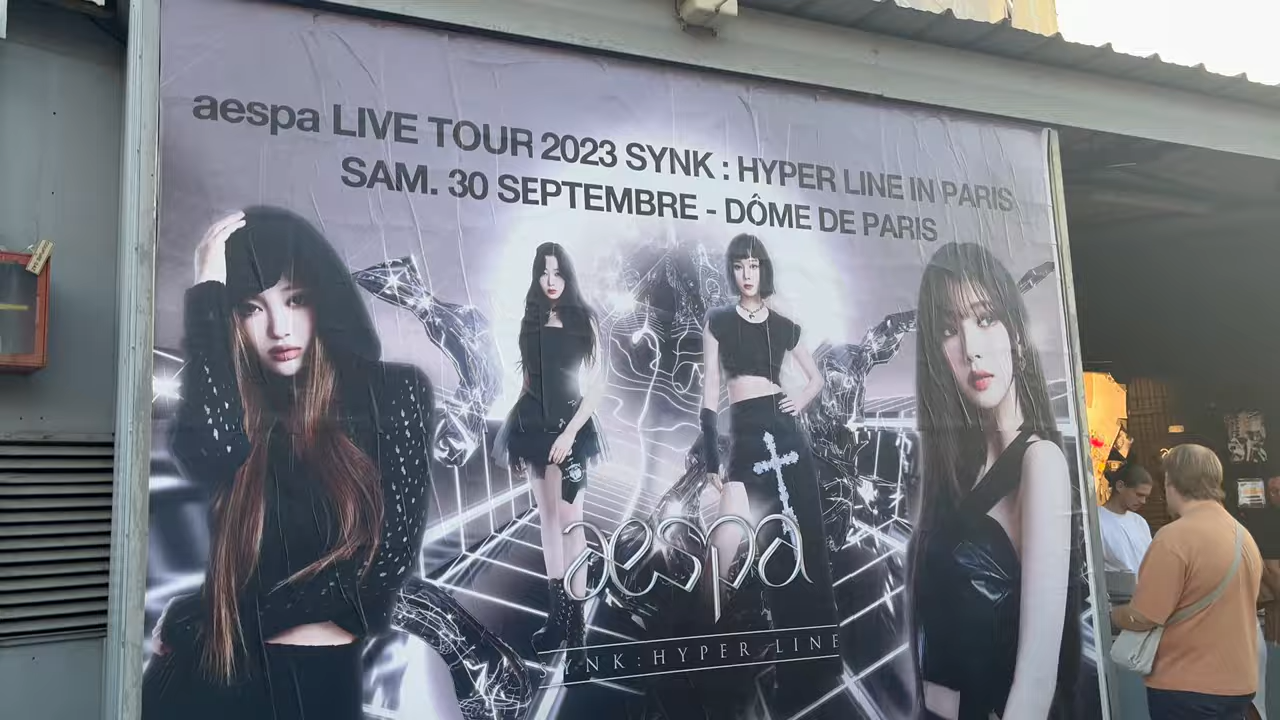 aespa LIVE TOUR 2023 SYNK : HYPER LINE IN PARIS
SAM. 30 SEPTEMBRE - DÔME DE PARIS
aespa
SYNK : HYPER LINE